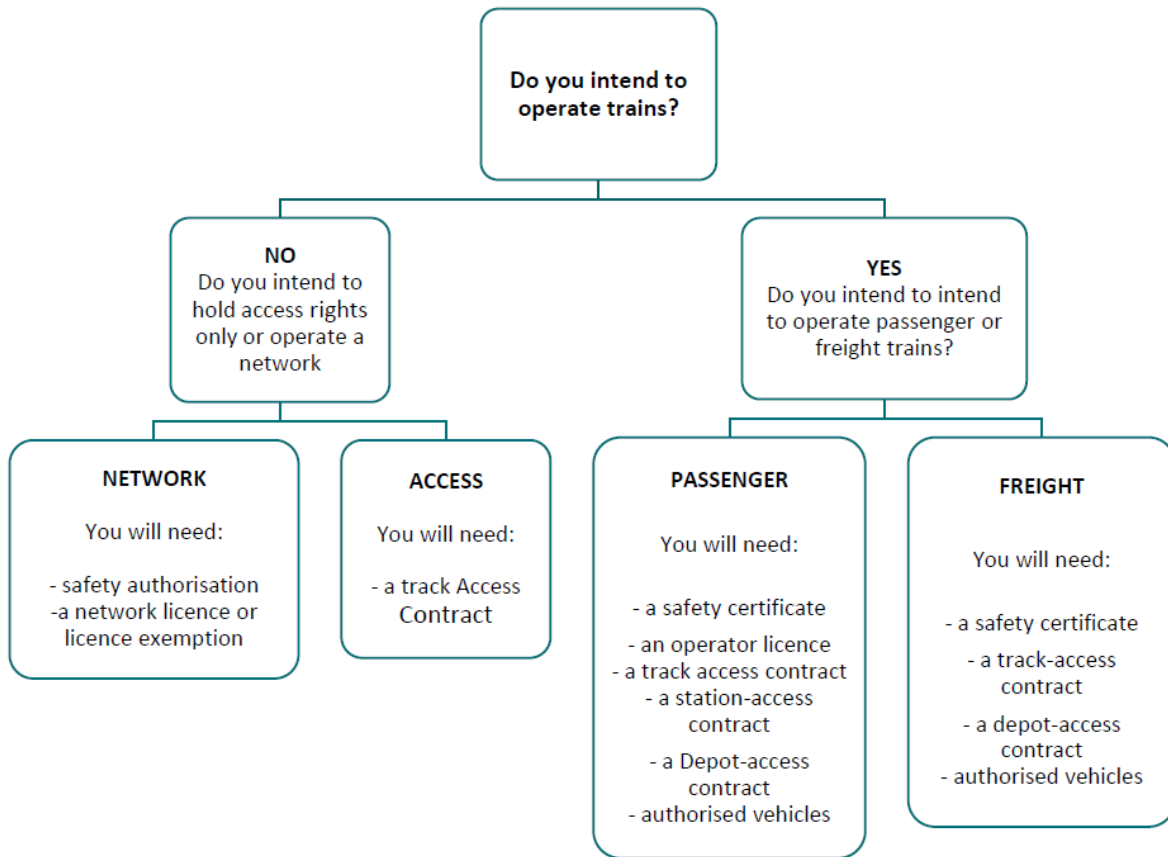 Do you intend to
operate trains?
NO
Do you intend to
hold access rights
only or operate a
network
YES
Do you intend to intend
to operate passenger or
freight trains?
NETWORK
You will need:
- safety authorisation
-a network licence or
licence exemption
ACCESS
You will need:
- a track Access
Contract
PASSENGER
You will need:
- a safety certificate
- an operator licence
- a track access contract
- a station-access
contract
- a Depot-access
contract
- authorised vehicles
FREIGHT
You will need:
- a safety certificate
- a track-access
contract
- a depot-access
contract
- authorised vehicles